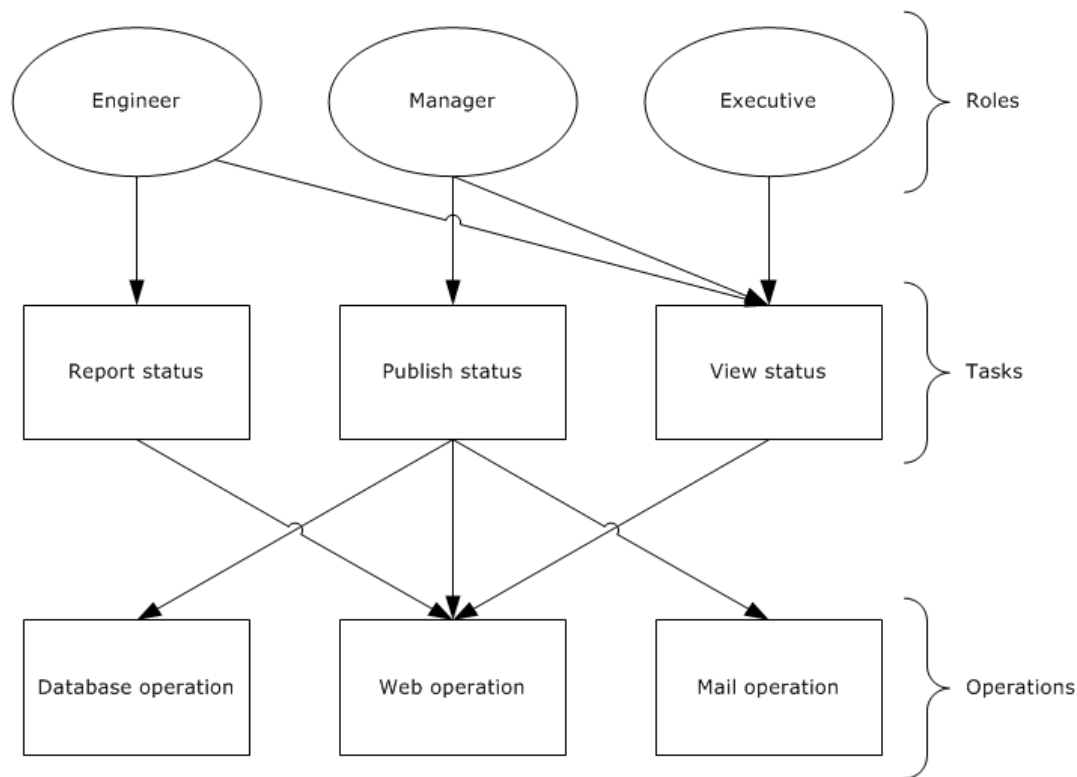 Engineer
Manager
Executive
Roles
Report status
Publish status
View status
Tasks
Database operation
Web operation
Mail operation
Operations